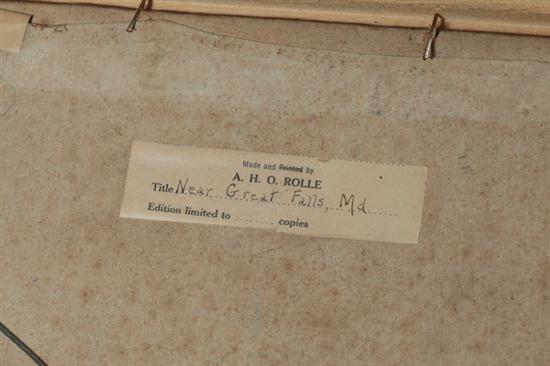 Made and Printed by
A. H. O. ROLLE
Title Near Great Falls, Md
Edition limited to ........ copies